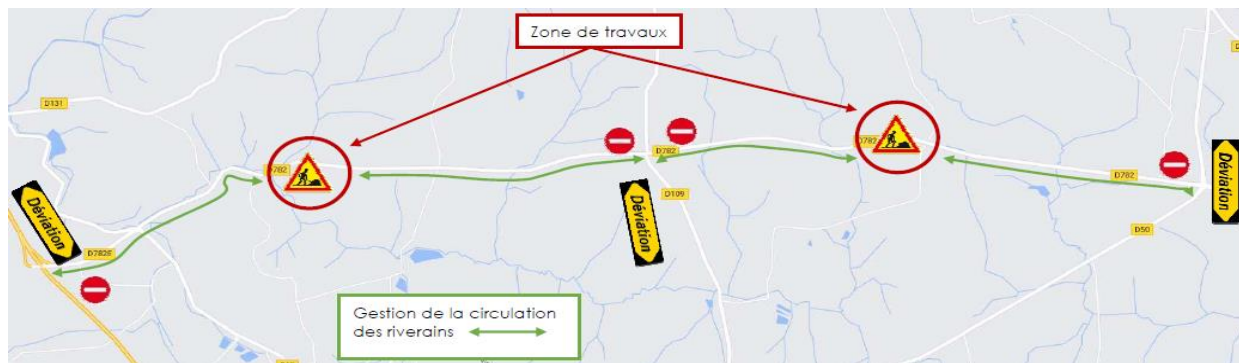 Zone de travaux
D131
D782
D782
D782
D782
Déviation
Déviation
Déviation
D109
D50
Gestion de la circulation
des riverains